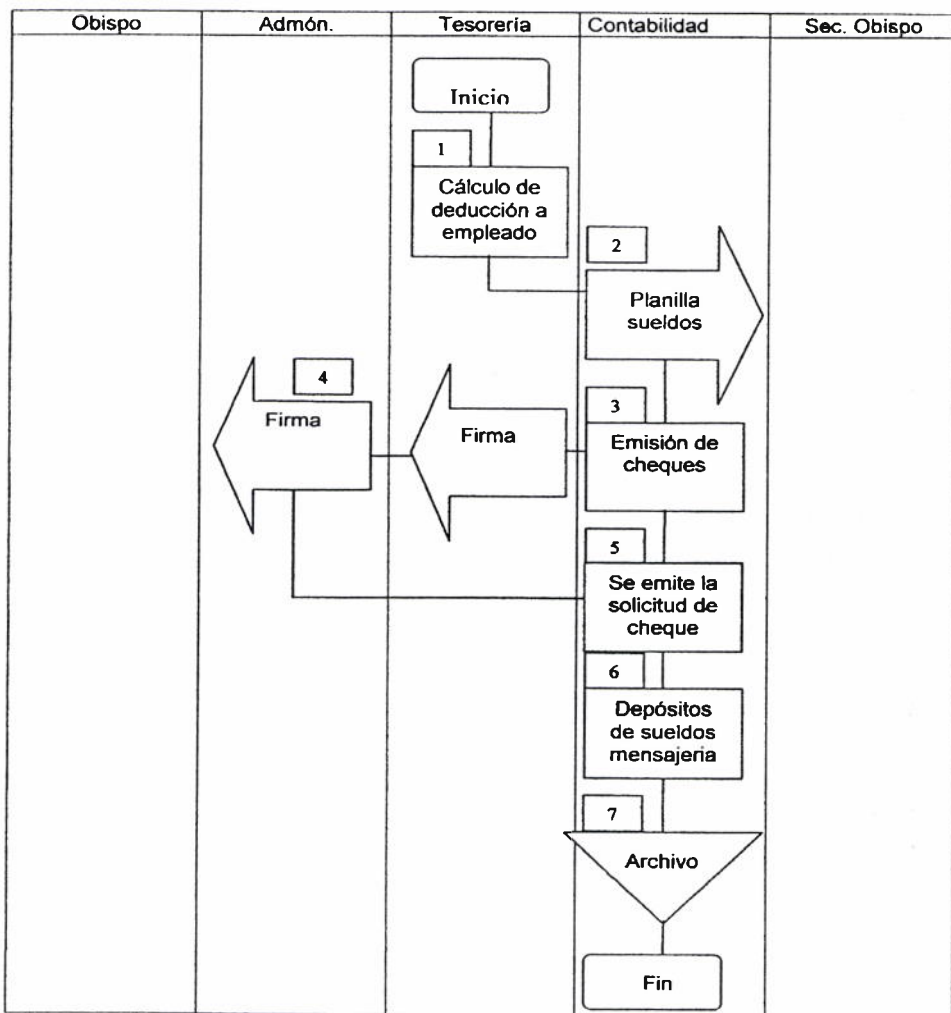 Obispo
Admón.
Tesorería
Contabilidad
Sec. Obispo
Inicio
1
Cálculo de
deducción a
empleado
2
Planilla
sueldos
4
Firma
Firma
3
Emisión de
cheques
5
Se emite la
solicitud de
cheque
6
Depósitos
de sueldos
mensajeria
7
Archivo
Fin